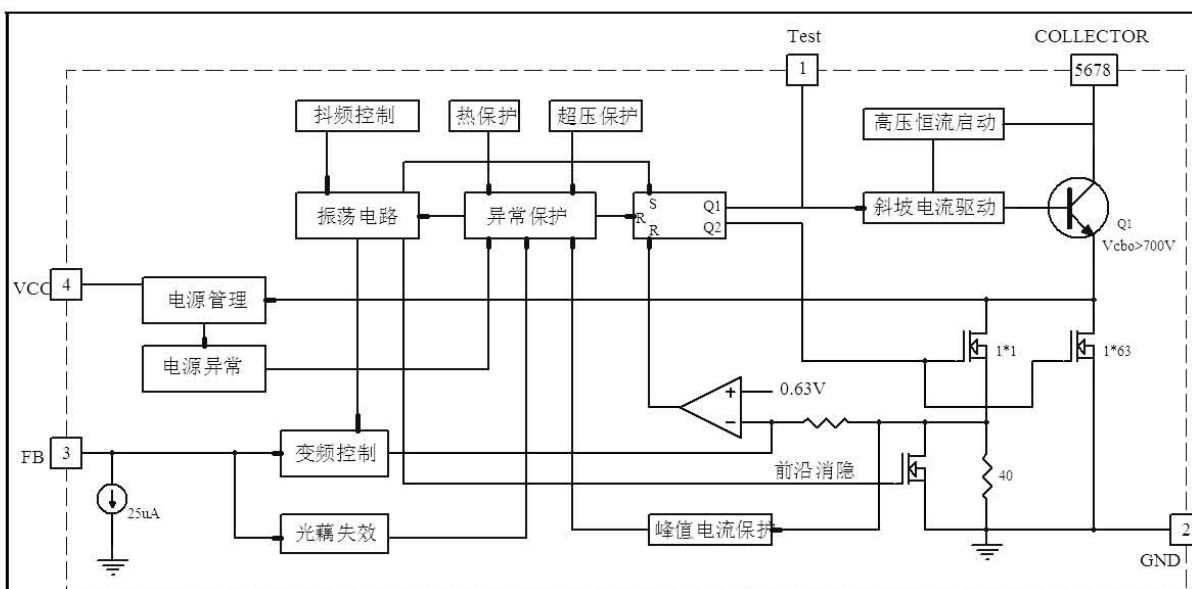 Test
COLLECTOR
1
5678
抖频控制
热保护
超压保护
高压恒流启动
振荡电路
异常保护
S
R
R
Q1
Q2
斜坡电流驱动
Q1
Vcbo>700V
VCC
4
电源管理
电源异常
1*1
1*63
0.63V
+
−
FB
3
变频控制
前沿消隐
40
25uA
光藕失效
峰值电流保护
2
GND